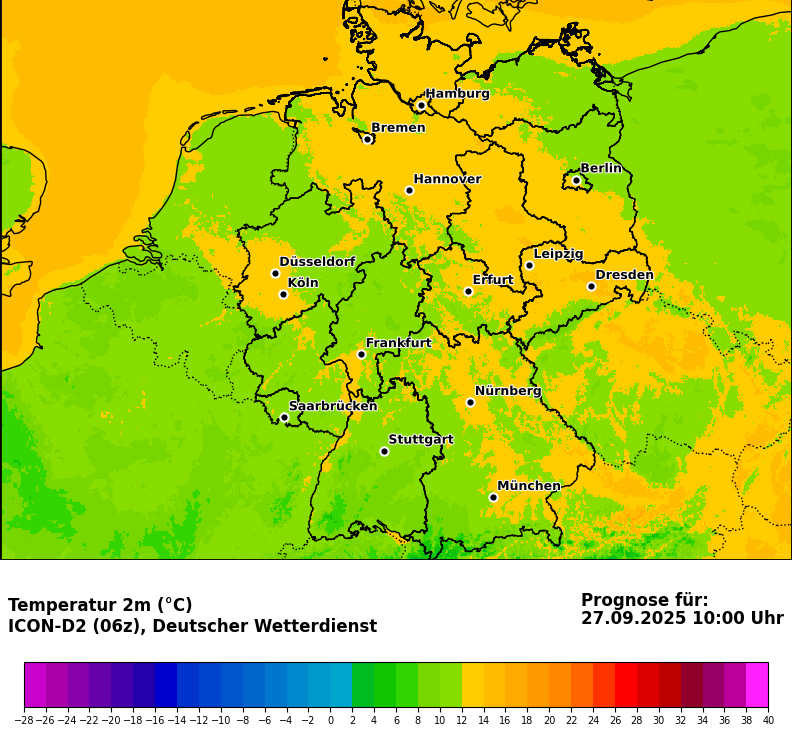 Hamburg
Bremen
Berlin
Hannover
Leipzig
Düsseldorf
Dresden
Köln
Erfurt
Frankfurt
Nürnberg
Saarbrücken
Stuttgart
München
Temperatur 2m (°C)
ICON-D2 (06z), Deutscher Wetterdienst
Prognose für:
27.09.2025 10:00 Uhr
−28 −26 −24 −22 −20 −18 −16 −14 −12 −10 −8 −6 −4 −2 0 2 4 6 8 10 12 14 16 18 20 22 24 26 28 30 32 34 36 38 40